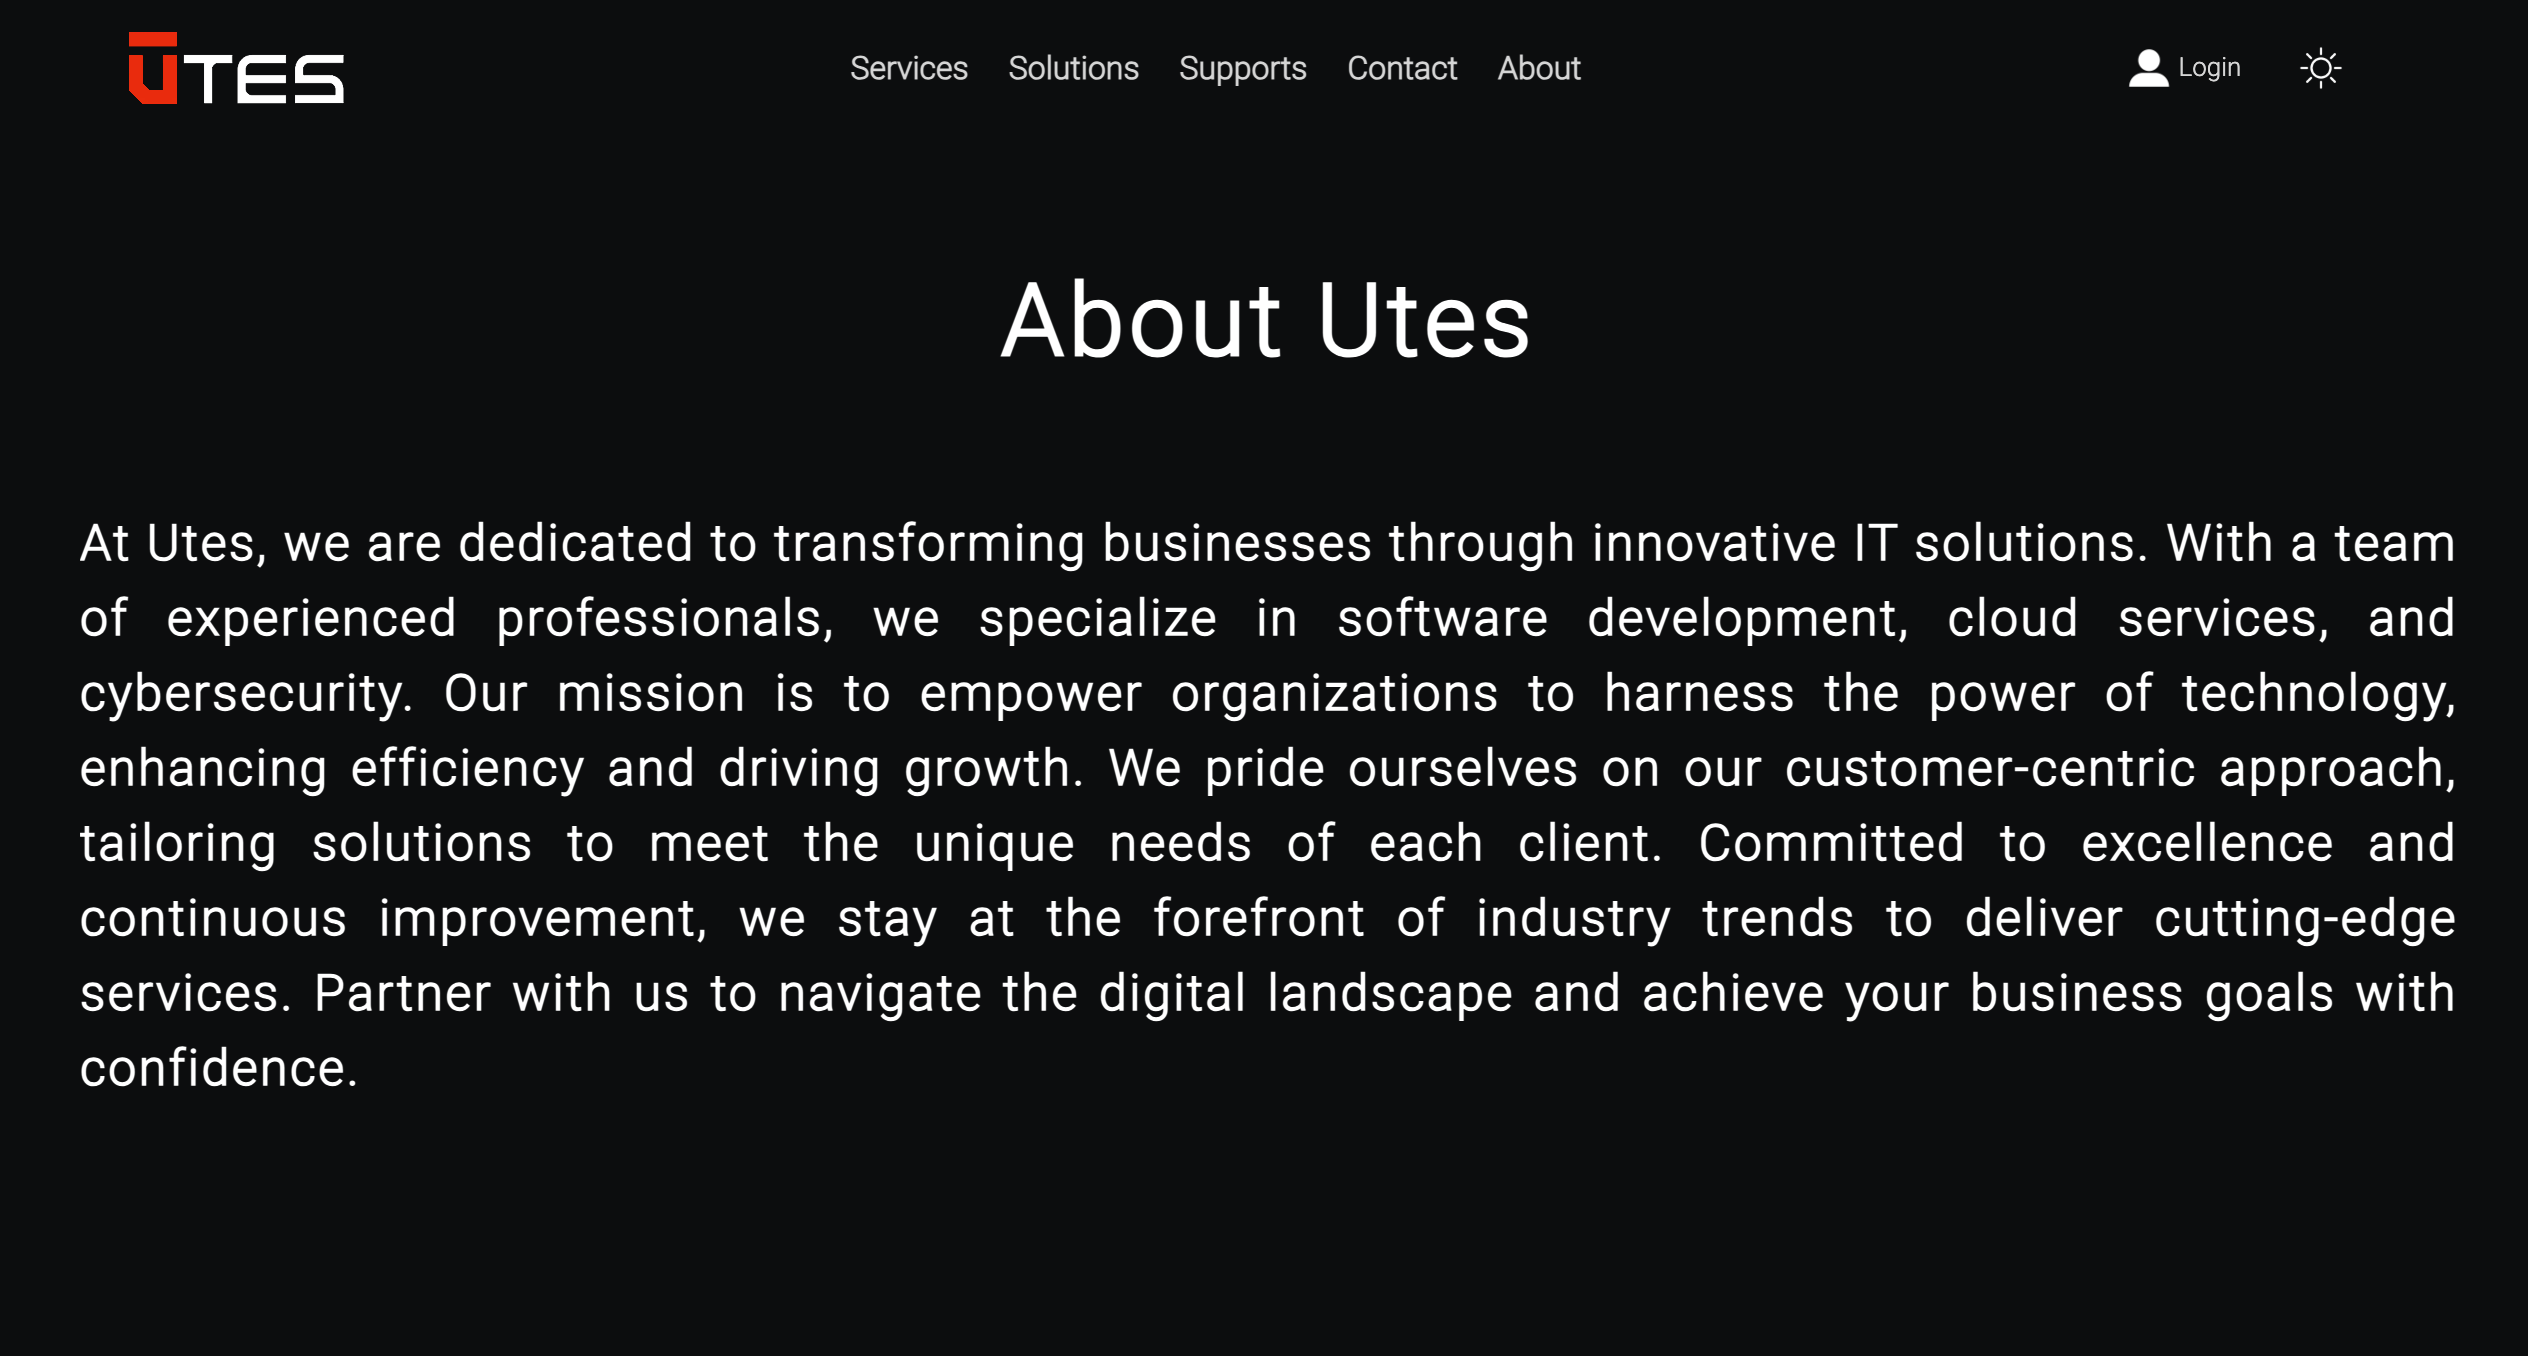 UTES
Services Solutions Supports Contact About
Login
About Utes
At Utes, we are dedicated to transforming businesses through innovative IT solutions. With a team
of experienced professionals, we specialize in software development, cloud services, and
cybersecurity. Our mission is to empower organizations to harness the power of technology,
enhancing efficiency and driving growth. We pride ourselves on our customer-centric approach,
tailoring solutions to meet the unique needs of each client. Committed to excellence and
continuous improvement, we stay at the forefront of industry trends to deliver cutting-edge
services. Partner with us to navigate the digital landscape and achieve your business goals with
confidence.